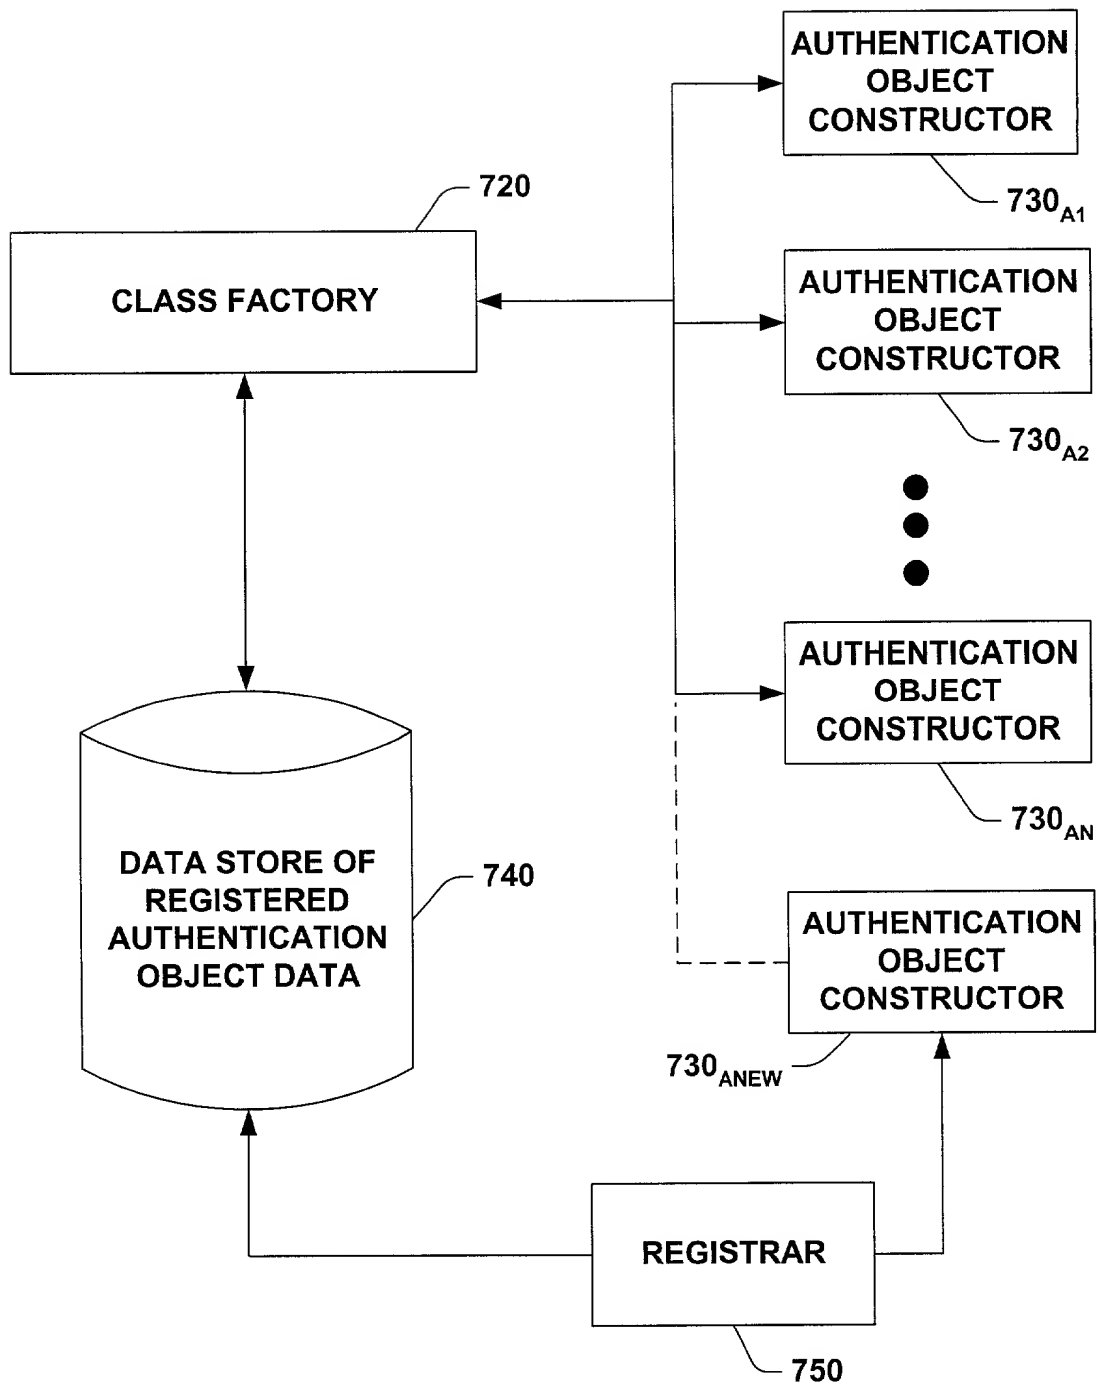 AUTHENTICATION
OBJECT
CONSTRUCTOR
730A1
720
CLASS FACTORY
AUTHENTICATION
OBJECT
CONSTRUCTOR
730A2
AUTHENTICATION
OBJECT
CONSTRUCTOR
730AN
DATA STORE OF
REGISTERED
AUTHENTICATION
OBJECT DATA
740
AUTHENTICATION
OBJECT
CONSTRUCTOR
730ANEW
REGISTRAR
750